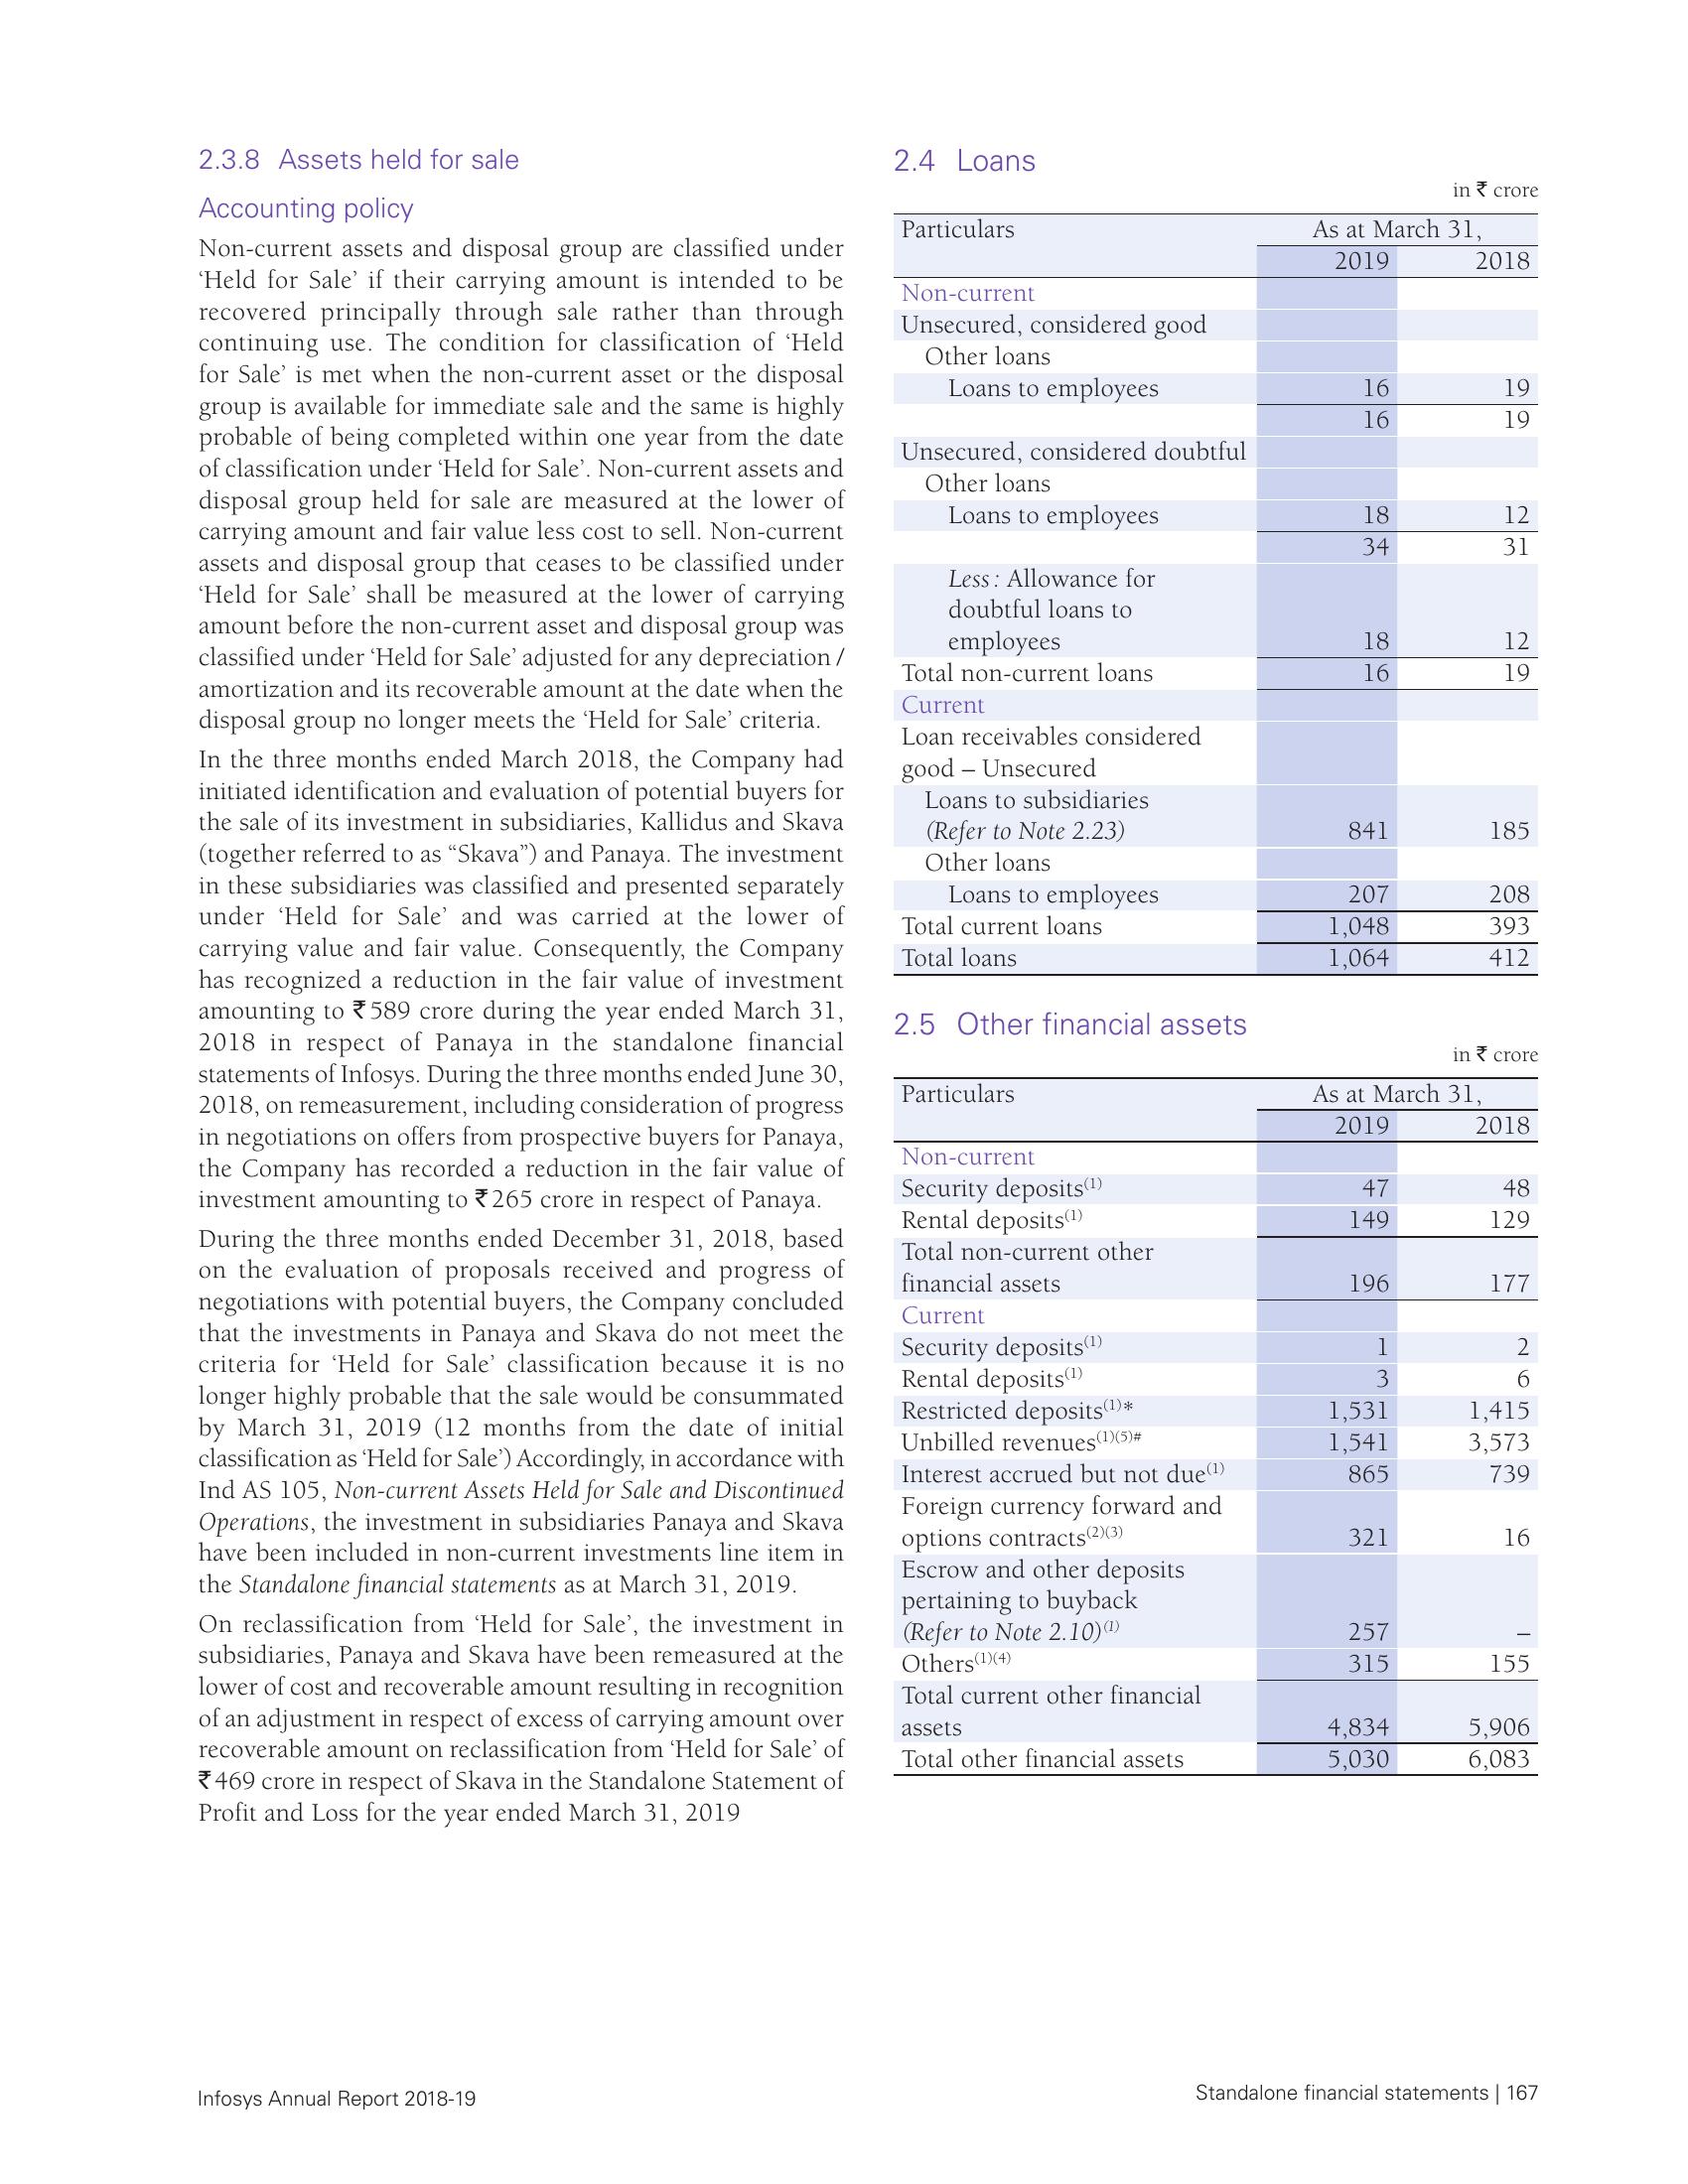 2.3.8 Assets held for sale
Accounting policy
Non-current assets and disposal group are classified under
‘Held for Sale’ if their carrying amount is intended to be
recovered principally through sale rather than through
continuing use. The condition for classification of ‘Held
for Sale’ is met when the non-current asset or the disposal
group is available for immediate sale and the same is highly
probable of being completed within one year from the date
of classification under ‘Held for Sale’. Non-current assets and
disposal group held for sale are measured at the lower of
carrying amount and fair value less cost to sell. Non-current
assets and disposal group that ceases to be classified under
‘Held for Sale’ shall be measured at the lower of carrying
amount before the non-current asset and disposal group was
classified under ‘Held for Sale’ adjusted for any depreciation /
amortization and its recoverable amount at the date when the
disposal group no longer meets the ‘Held for Sale’ criteria.
In the three months ended March 2018, the Company had
initiated identification and evaluation of potential buyers for
the sale of its investment in subsidiaries, Kallidus and Skava
(together referred to as “Skava”) and Panaya. The investment
in these subsidiaries was classified and presented separately
under ‘Held for Sale’ and was carried at the lower of
carrying value and fair value. Consequently, the Company
has recognized a reduction in the fair value of investment
amounting to ₹589 crore during the year ended March 31,
2018 in respect of Panaya in the standalone financial
statements of Infosys. During the three months ended June 30,
2018, on remeasurement, including consideration of progress
in negotiations on offers from prospective buyers for Panaya,
the Company has recorded a reduction in the fair value of
investment amounting to ₹265 crore in respect of Panaya.
During the three months ended December 31, 2018, based
on the evaluation of proposals received and progress of
negotiations with potential buyers, the Company concluded
that the investments in Panaya and Skava do not meet the
criteria for ‘Held for Sale’ classification because it is no
longer highly probable that the sale would be consummated
by March 31, 2019 (12 months from the date of initial
classification as ‘Held for Sale’) Accordingly, in accordance with
Ind AS 105, Non-current Assets Held for Sale and Discontinued
Operations, the investment in subsidiaries Panaya and Skava
have been included in non-current investments line item in
the Standalone financial statements as at March 31, 2019.
On reclassification from ‘Held for Sale’, the investment in
subsidiaries, Panaya and Skava have been remeasured at the
lower of cost and recoverable amount resulting in recognition
of an adjustment in respect of excess of carrying amount over
recoverable amount on reclassification from ‘Held for Sale’ of
₹469 crore in respect of Skava in the Standalone Statement of
Profit and Loss for the year ended March 31, 2019
2.4 Loans
in ₹ crore
Particulars As at March 31,
2019 2018
Non-current
Unsecured, considered good
Other loans
Loans to employees 16 19
16 19
Unsecured, considered doubtful
Other loans
Loans to employees 18 12
34 31
Less : Allowance for
doubtful loans to
employees 18 12
Total non-current loans 16 19
Current
Loan receivables considered
good – Unsecured
Loans to subsidiaries
(Refer to Note 2.23) 841 185
Other loans
Loans to employees 207 208
Total current loans 1,048 393
Total loans 1,064 412
2.5 Other financial assets
in ₹ crore
Particulars As at March 31,
2019 2018
Non-current
Security deposits(1) 47 48
Rental deposits(1) 149 129
Total non-current other
financial assets 196 177
Current
Security deposits(1) 1 2
Rental deposits(1) 3 6
Restricted deposits(1)* 1,531 1,415
Unbilled revenues(1)(5)# 1,541 3,573
Interest accrued but not due(1) 865 739
Foreign currency forward and
options contracts(2)(3) 321 16
Escrow and other deposits
pertaining to buyback
(Refer to Note 2.10)(1) 257 –
Others(1)(4) 315 155
Total current other financial
assets 4,834 5,906
Total other financial assets 5,030 6,083
Infosys Annual Report 2018-19
Standalone financial statements | 167